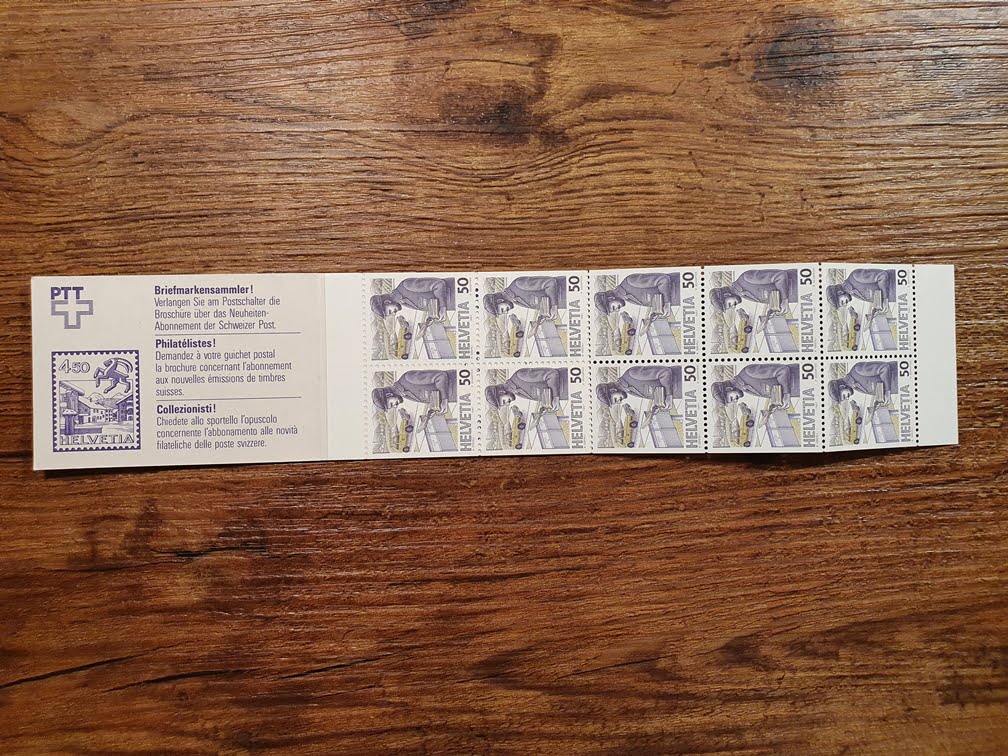 PTT
Briefmarkensammler!
Verlangen Sie am Postschalter die
Broschüre über das Neuheiten-
Abonnement der Schweizer Post.
Philatélistes!
Demandez à votre guichet postal
la brochure concernant l'abonnement
aux nouvelles émissions de timbres
suisses.
Collezionisti!
Chiedete allo sportello l'opuscolo
concernente l'abbonamento alle novità
filateliche delle poste svizzere.
4.50
HELVETIA
HELVETIA 50
HELVETIA 50
HELVETIA 50
HELVETIA 50
HELVETIA 50
HELVETIA 50
HELVETIA 50
HELVETIA 50
HELVETIA 50
HELVETIA 50